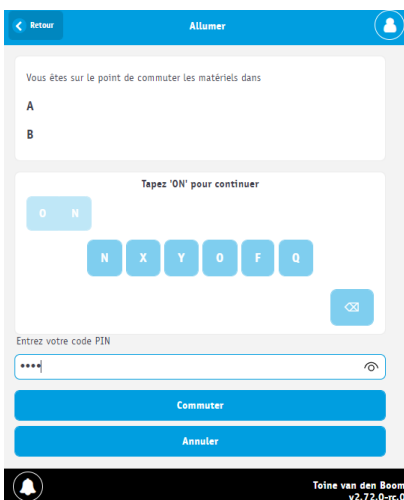 Retour
Allumer
Vous êtes sur le point de commuter les matériels dans
A
B
Tapez 'ON' pour continuer
O N
N X Y O F Q
Entrez votre code PIN
••••
Commuter
Annuler
Toine van den Boom
v2.72.0-rc.0